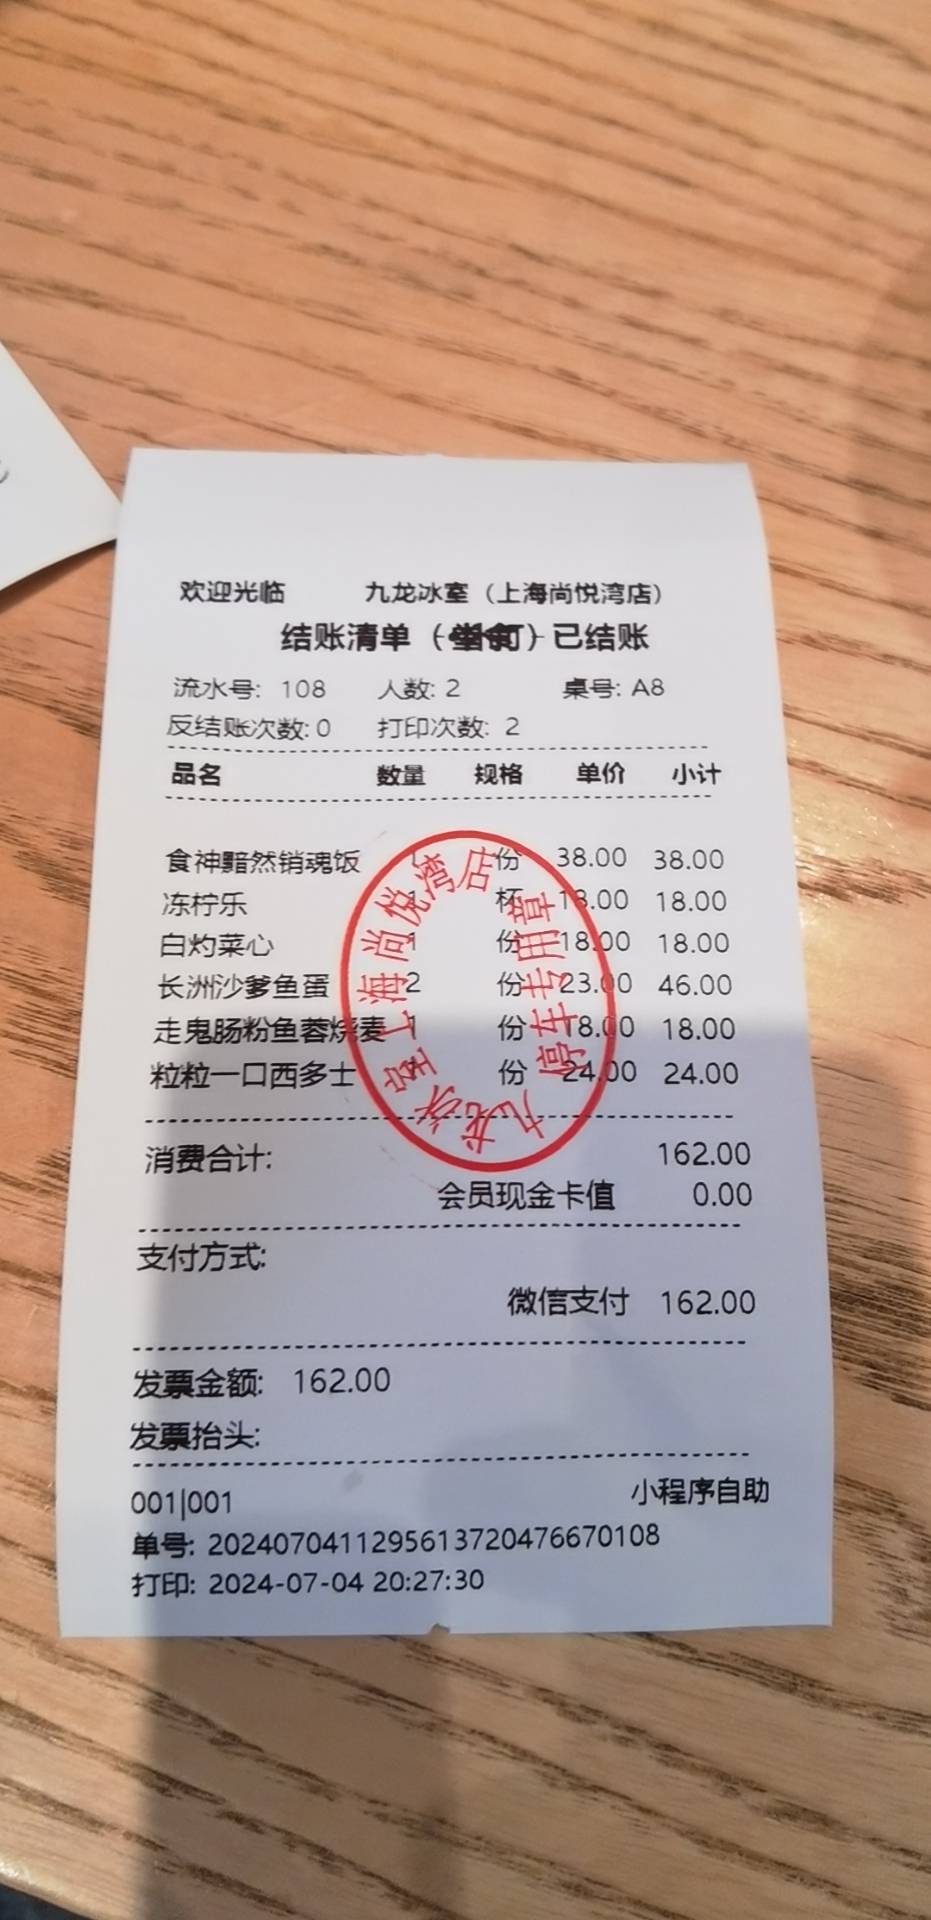 欢迎光临 九龙冰室（上海尚悦湾店）
结账清单（堂食）已结账
流水号: 108 人数: 2 桌号: A8
反结账次数: 0 打印次数: 2
品名 数量 规格 单价 小计
食神黯然销魂饭 1 份 38.00 38.00
冻柠乐 1 杯 18.00 18.00
白灼菜心 1 份 18.00 18.00
长洲沙爹鱼蛋 2 份 23.00 46.00
走鬼肠粉鱼蓉烧麦 1 份 18.00 18.00
粒粒一口西多士 份 24.00 24.00
九龙冰室上海尚悦湾店
停车专用章
消费合计: 162.00
会员现金卡值 0.00
支付方式:
微信支付 162.00
发票金额: 162.00
发票抬头:
001|001 小程序自助
单号: 20240704112956137204766​70108
打印: 2024-07-04 20:27:30